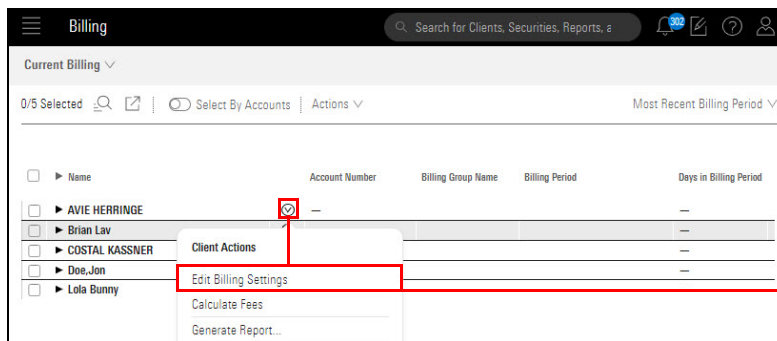 Billing
Search for Clients, Securities, Reports, a
302
Current Billing
0/5 Selected
Select By Accounts
Actions
Most Recent Billing Period
Name
Account Number
Billing Group Name
Billing Period
Days in Billing Period
AVIE HERRINGE
—
—
Brian Lav
—
COSTAL KASSNER
—
Doe,Jon
—
Lola Bunny
—
Client Actions
Edit Billing Settings
Calculate Fees
Generate Report...